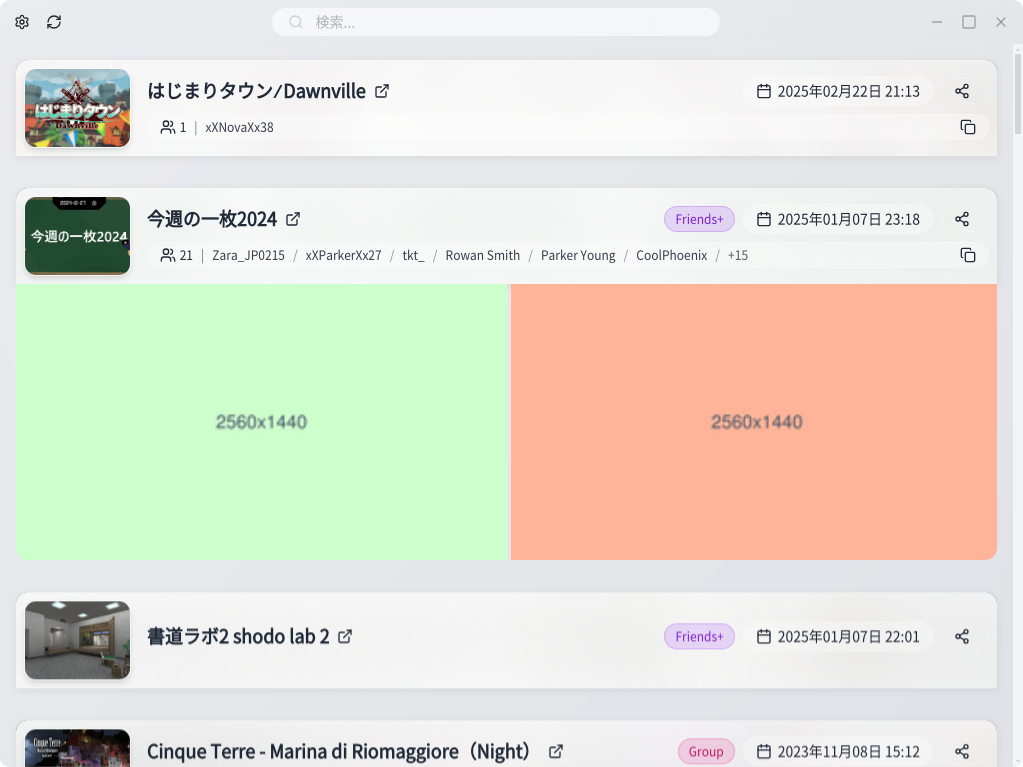 検索...
はじまりタウン/Dawnville
2025年02月22日 21:13
はじまりタウン
Dawnville
1 | xXNovaXx38
今週の一枚2024
Friends+
2025年01月07日 23:18
今週の一枚2024
21 | Zara_JP0215 / xXParkerXx27 / tkt_ / Rowan Smith / Parker Young / CoolPhoenix / +15
2560x1440
2560x1440
書道ラボ2 shodo lab 2
Friends+
2025年01月07日 22:01
Cinque Terre
Cinque Terre - Marina di Riomaggiore（Night）
Group
2023年11月08日 15:12